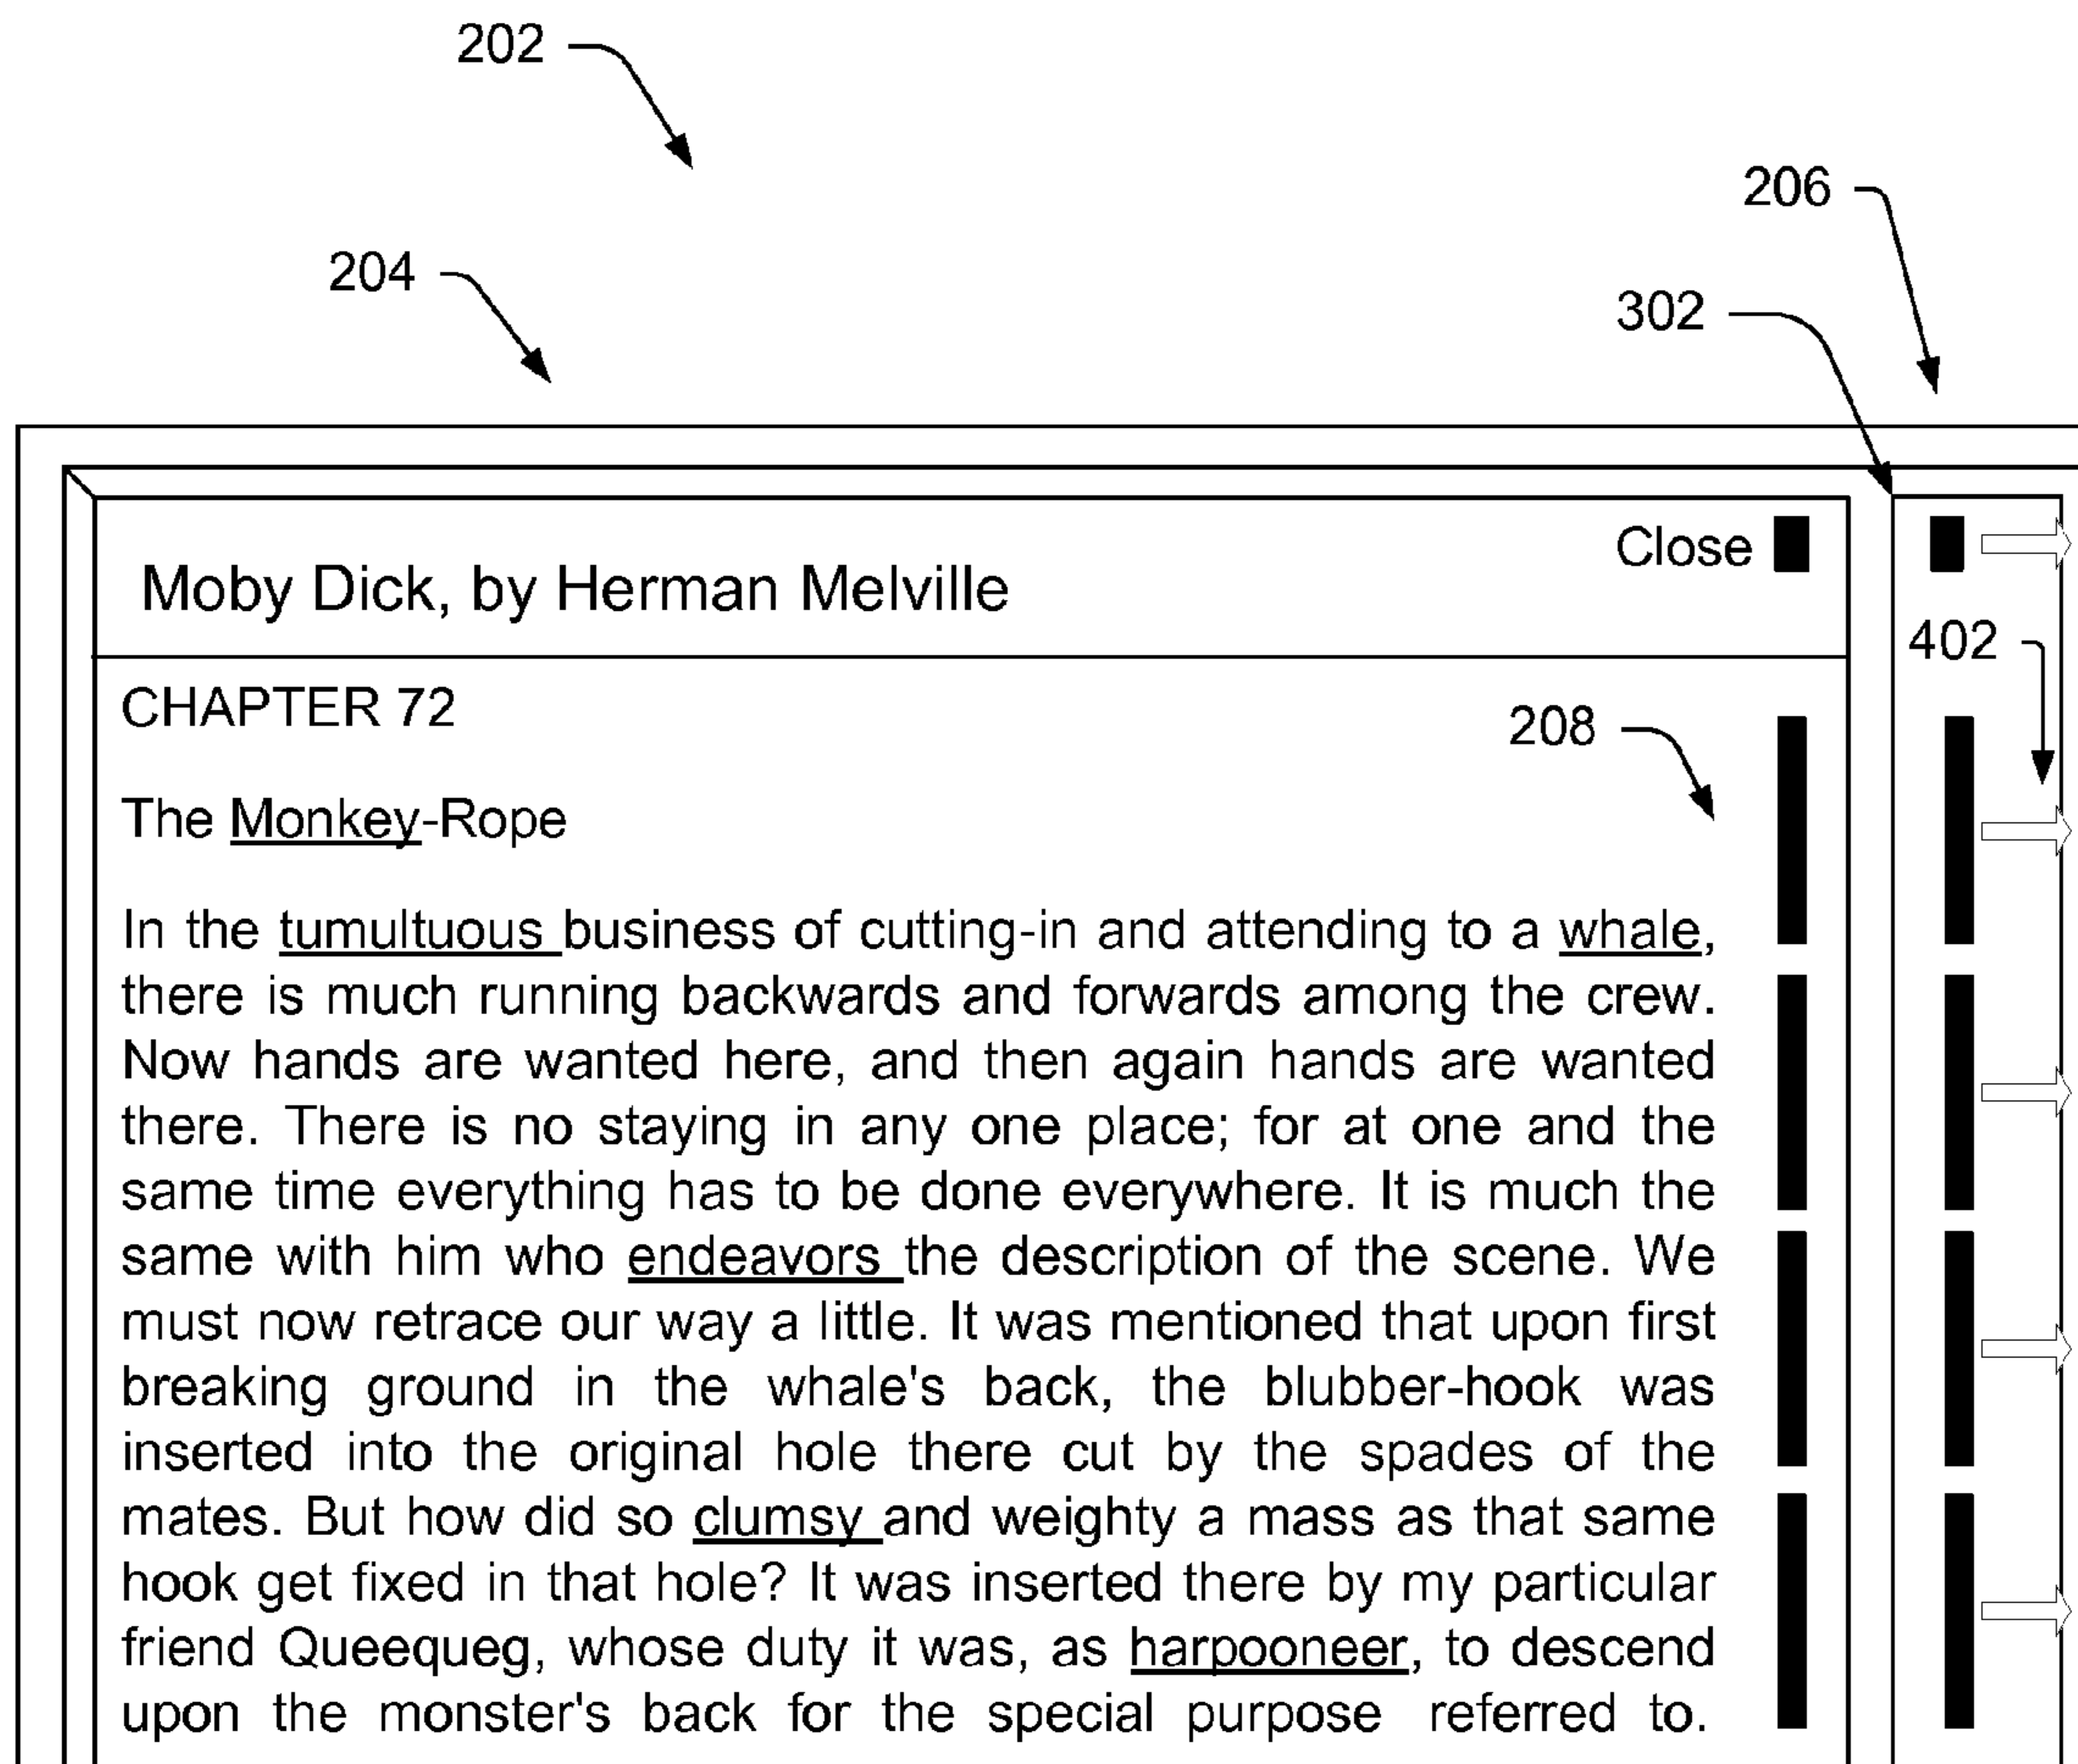 202
206
204
302
Close
Moby Dick, by Herman Melville
402
CHAPTER 72
208
The Monkey-Rope
In the tumultuous business of cutting-in and attending to a whale,
there is much running backwards and forwards among the crew.
Now hands are wanted here, and then again hands are wanted
there. There is no staying in any one place; for at one and the
same time everything has to be done everywhere. It is much the
same with him who endeavors the description of the scene. We
must now retrace our way a little. It was mentioned that upon first
breaking ground in the whale's back, the blubber-hook was
inserted into the original hole there cut by the spades of the
mates. But how did so clumsy and weighty a mass as that same
hook get fixed in that hole? It was inserted there by my particular
friend Queequeg, whose duty it was, as harpooneer, to descend
upon the monster's back for the special purpose referred to.